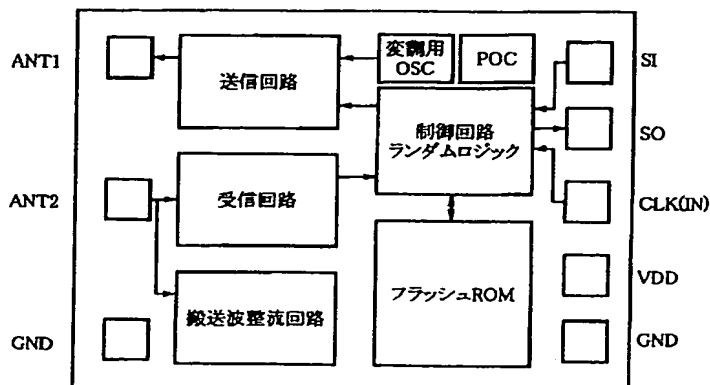 ANT1
送信回路
変調用
OSC
POC
SI
制御回路
ランダムロジック
SO
ANT2
受信回路
CLK(IN)
搬送波整流回路
フラッシュROM
VDD
GND
GND